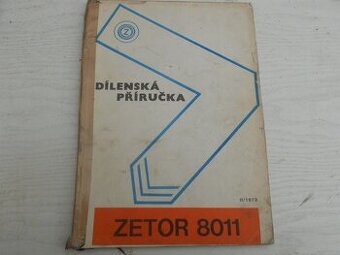 Z
DÍLENSKÁ
PŘÍRUČKA
ZETOR 8011